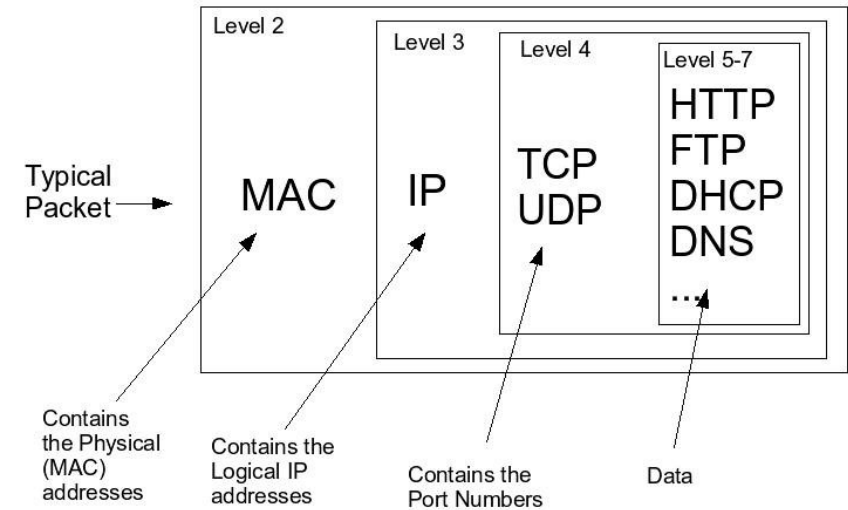 Level 2
Level 3
Level 4
Level 5-7
HTTP
FTP
DHCP
DNS
...
TCP
UDP
IP
MAC
Typical
Packet
Contains
the Physical
(MAC)
addresses
Contains the
Logical IP
addresses
Contains the
Port Numbers
Data